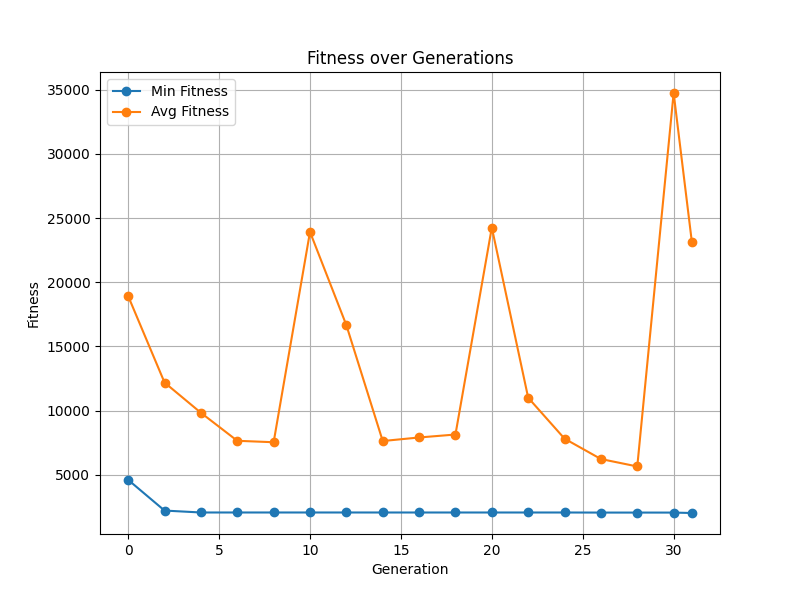 Fitness over Generations
Min Fitness
Avg Fitness
35000
30000
25000
20000
15000
10000
5000
Fitness
0 5 10 15 20 25 30
Generation